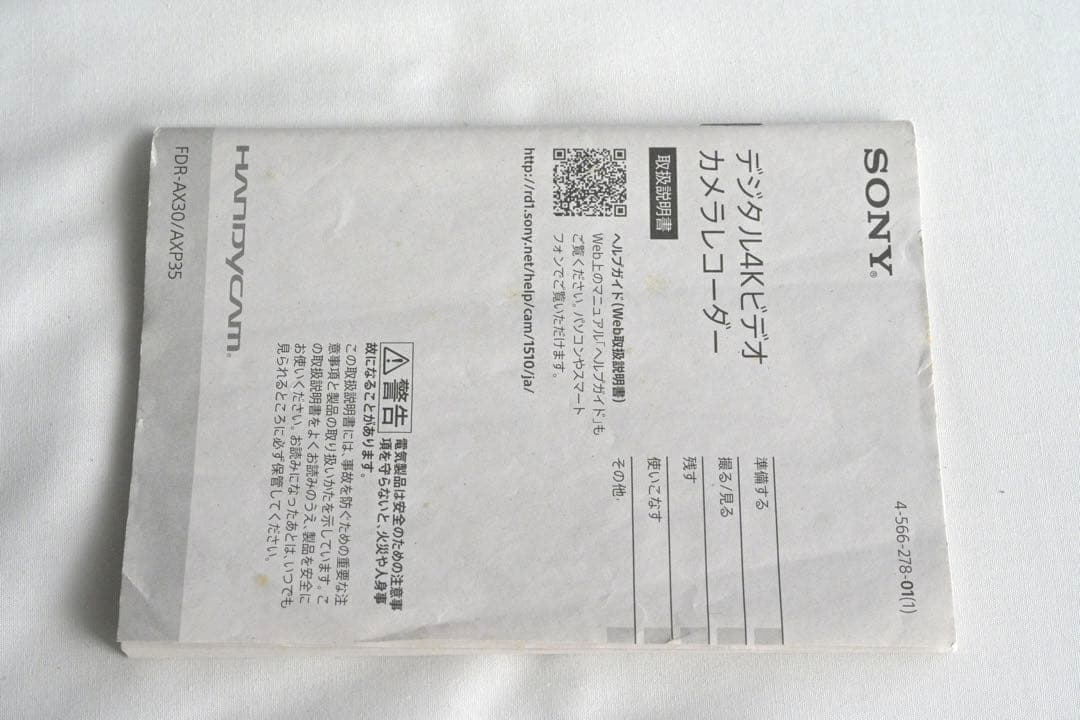 SONY®
4-566-278-01(1)
デジタル4Kビデオ
カメラレコーダー
取扱説明書
準備する
撮る/見る
残す
使いこなす
その他
ヘルプガイド(Web取扱説明書)
Web上のマニュアル「ヘルプガイド」も
ご覧ください。パソコンやスマート
フォンでご覧いただけます。
http://rd1.sony.net/help/cam/1510/ja/
警告
電気製品は安全のための注意事
項を守らないと、火災や人身事
故になることがあります。
この取扱説明書には、事故を防ぐための重要な注
意事項と製品の取り扱いかたを示しています。こ
の取扱説明書をよくお読みのうえ、製品を安全に
お使いください。お読みになったあとは、いつでも
見られるところに必ず保管してください。
HANDYCAM®
FDR-AX30/AXP35